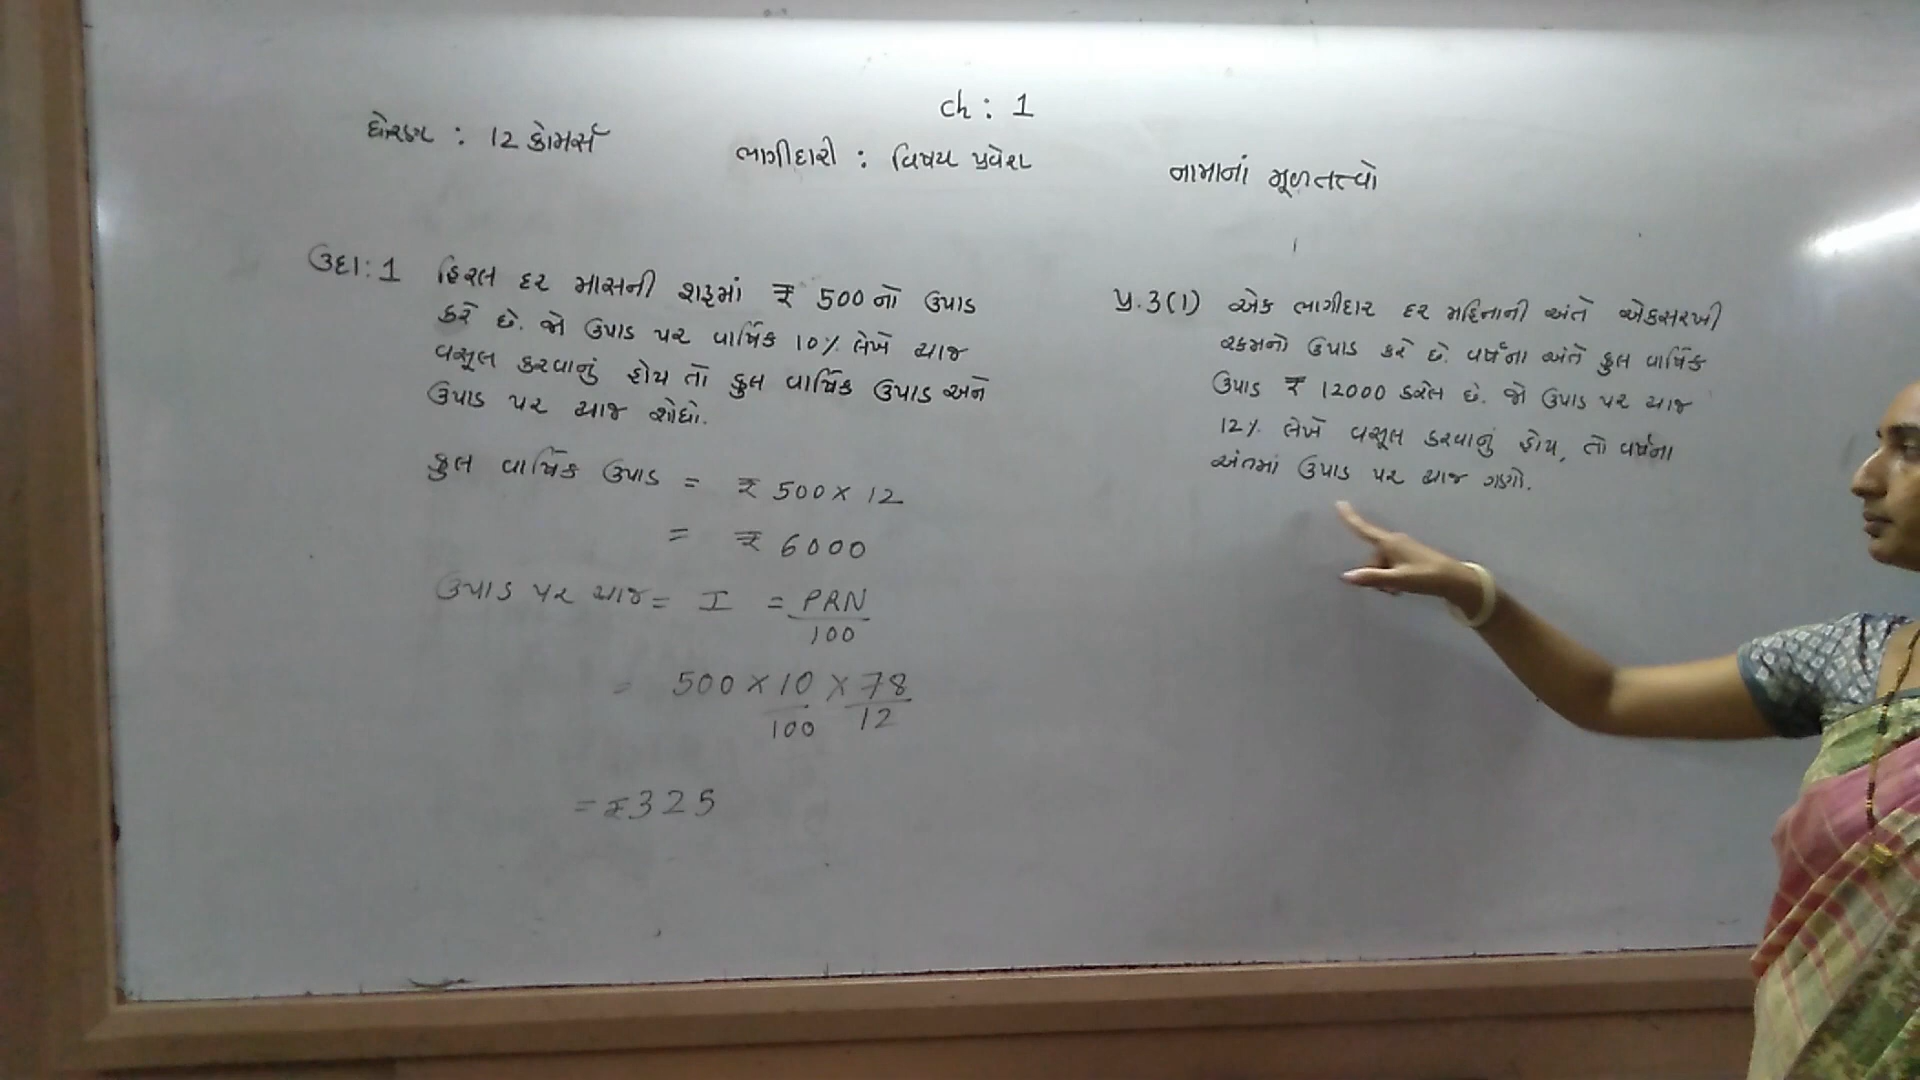 ch : 1
ધોરણ : 12 કોમર્સ
ભાગીદારી : વિષય પ્રવેશ
નામાનાં મૂળતત્ત્વો
ઉદા : 1 હિરલ દર માસની શરૂમાં ₹ 500 નો ઉપાડ
કરે છે. જો ઉપાડ પર વાર્ષિક 10% લેખે વ્યાજ
વસૂલ કરવાનું હોય તો કુલ વાર્ષિક ઉપાડ અને
ઉપાડ પર વ્યાજ શોધો.
કુલ વાર્ષિક ઉપાડ = ₹ 500 × 12
= ₹ 6000
ઉપાડ પર વ્યાજ = I = PRN
100
= 500 × 10 × 78
100 12
= ₹ 325
પ્ર. 3 (1) એક ભાગીદાર દર મહિનાની અંતે એકસરખી
રકમનો ઉપાડ કરે છે. વર્ષના અંતે કુલ વાર્ષિક
ઉપાડ ₹ 12000 કરેલ છે. જો ઉપાડ પર વ્યાજ
12% લેખે વસૂલ કરવાનું હોય, તો વર્ષના
અંતમાં ઉપાડ પર વ્યાજ ગણો.